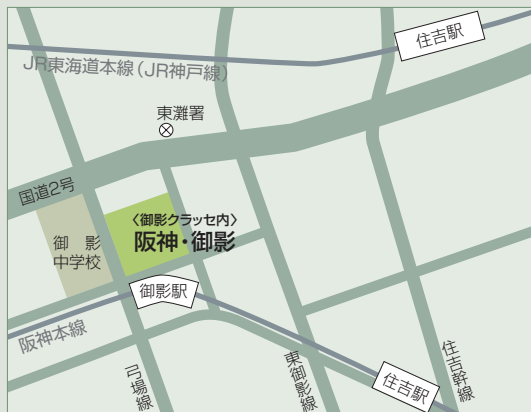 住吉駅
JR東海道本線(JR神戸線)
東灘署
国道2号
〈御影クラッセ内〉
阪神・御影
御影
中学校
御影駅
阪神本線
弓場線
東御影線
住吉駅
住吉幹線